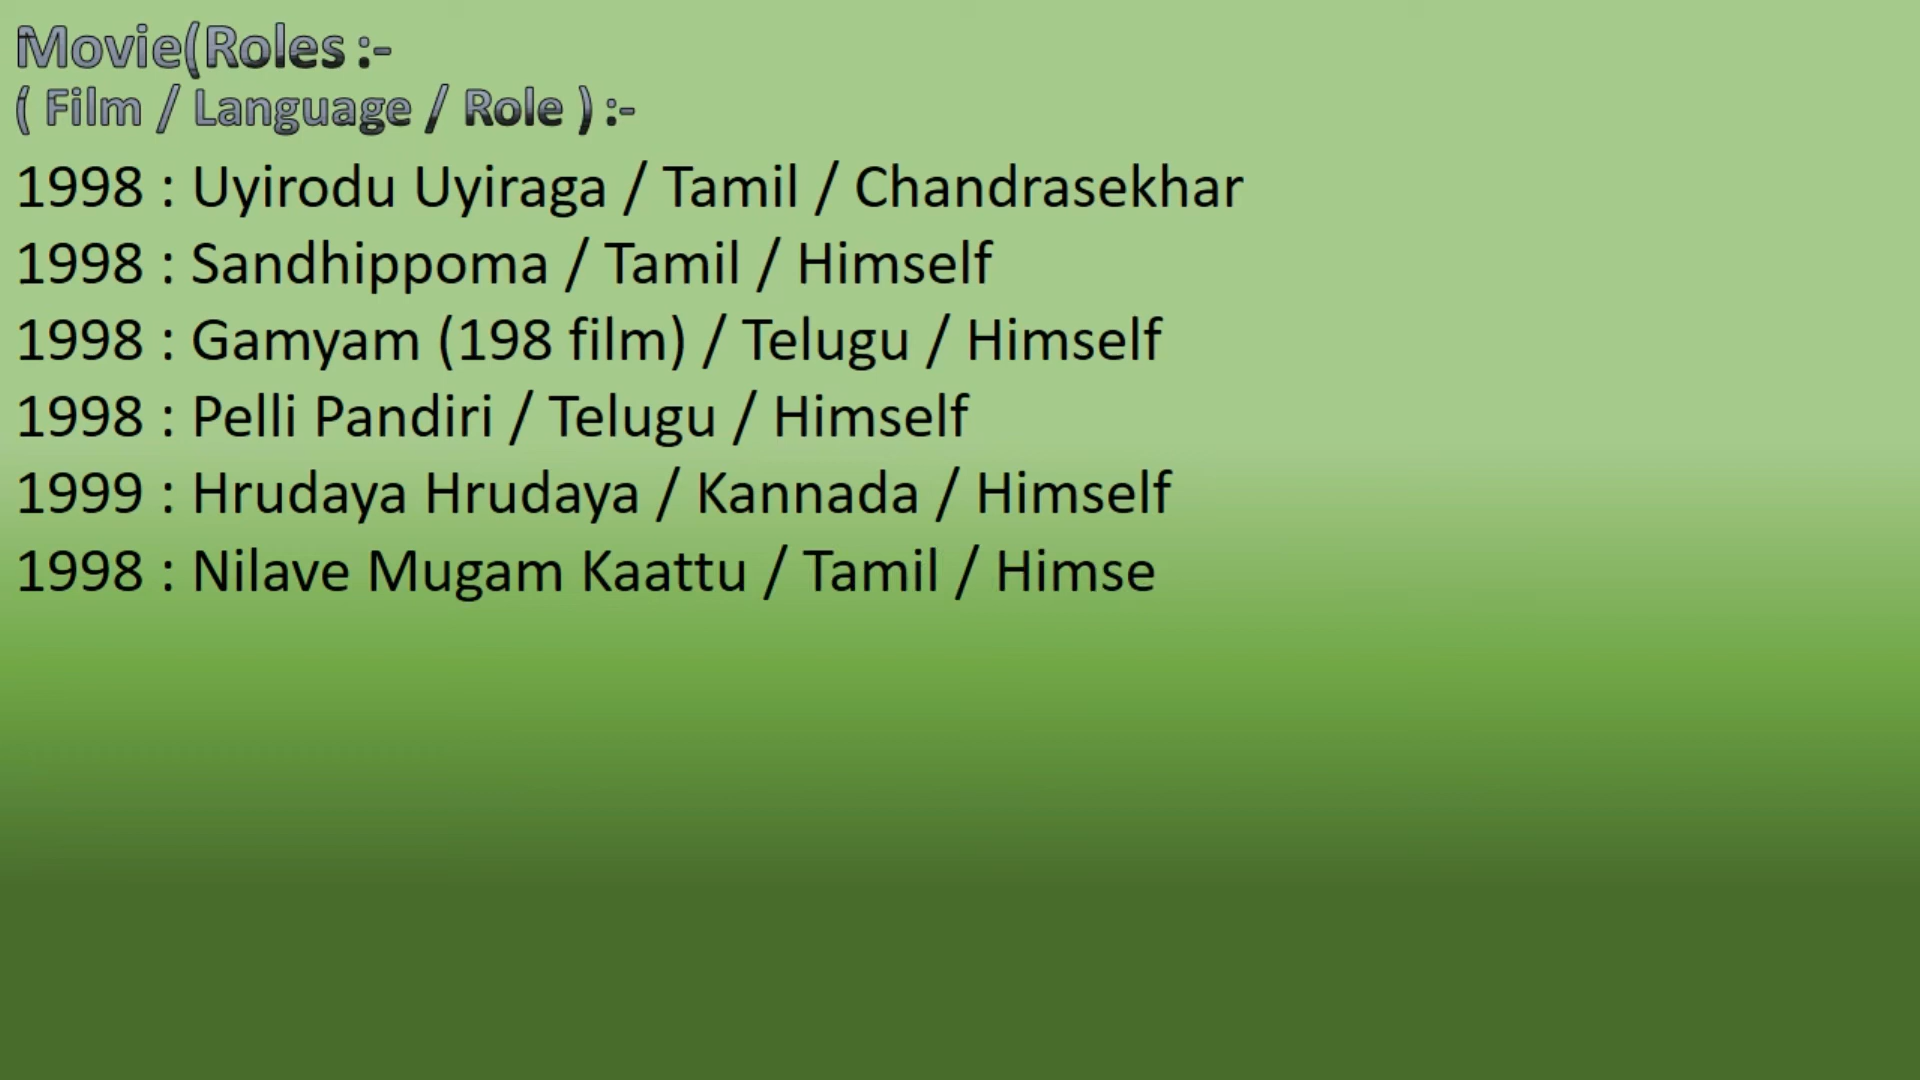 Movie(Roles :-
( Film / Language / Role ) :-
1998 : Uyirodu Uyiraga / Tamil / Chandrasekhar
1998 : Sandhippoma / Tamil / Himself
1998 : Gamyam (198 film) / Telugu / Himself
1998 : Pelli Pandiri / Telugu / Himself
1999 : Hrudaya Hrudaya / Kannada / Himself
1998 : Nilave Mugam Kaattu / Tamil / Himse